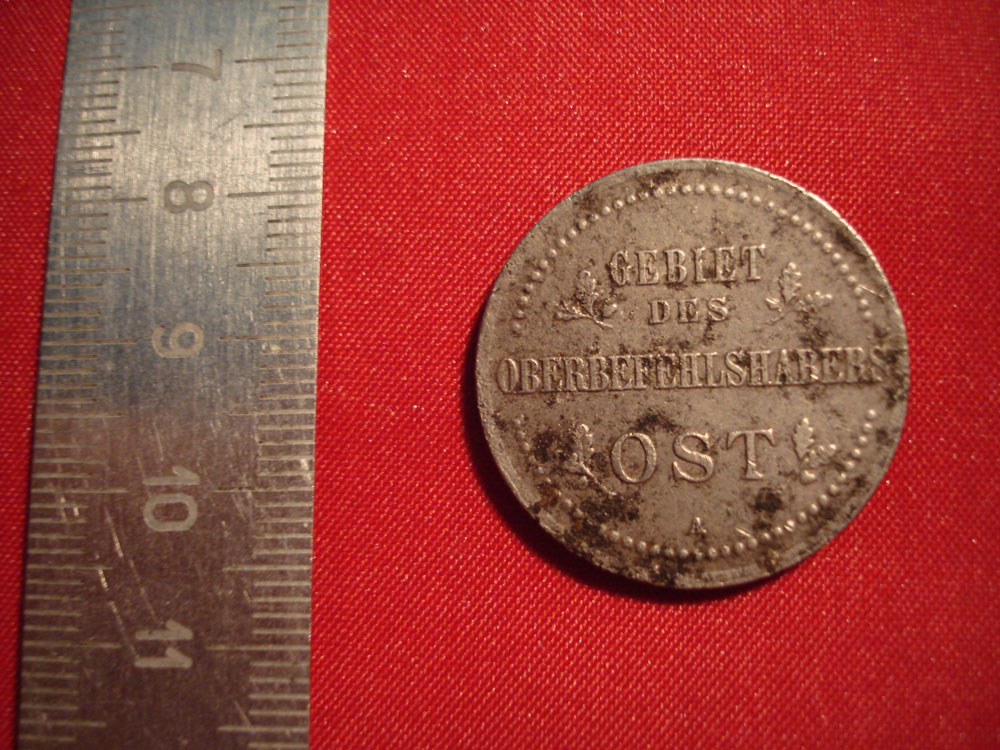 7
8
9
10
11
GEBIET
DES
OBERBEFEHLSHABERS
OST
A